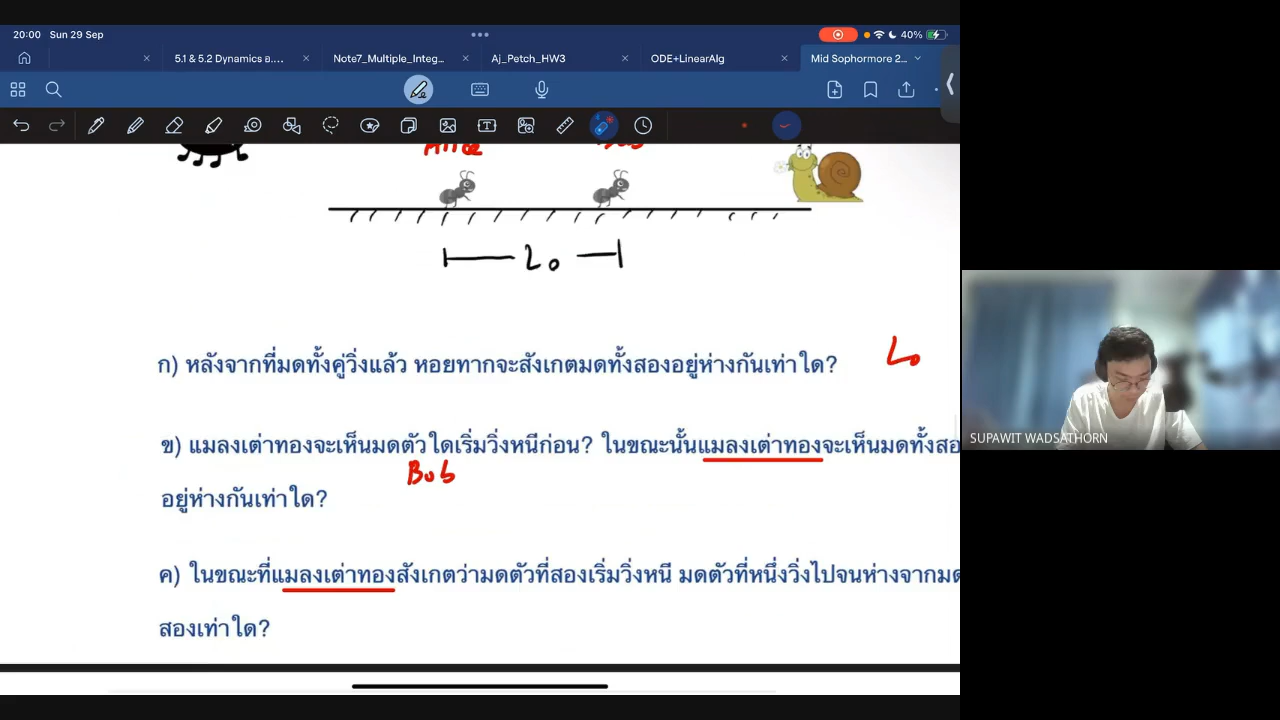 20:00 Sun 29 Sep
40%
5.1 & 5.2 Dynamics a....
Note7_Multiple_Integ...
Aj_Petch_HW3
ODE+LinearAlg
Mid Sophormore 2...
Alice
L₀
ก) หลังจากที่มดทั้งคู่วิ่งแล้ว หอยทากจะสังเกตมดทั้งสองอยู่ห่างกันเท่าใด?
L₀
ข) แมลงเต่าทองจะเห็นมดตัวใดเริ่มวิ่งหนีก่อน? ในขณะนั้นแมลงเต่าทองจะเห็นมดทั้งสอ
Bob
อยู่ห่างกันเท่าใด?
ค) ในขณะที่แมลงเต่าทองสังเกตว่ามดตัวที่สองเริ่มวิ่งหนี มดตัวที่หนึ่งวิ่งไปจนห่างจากมด
สองเท่าใด?
SUPAWIT WADSATHORN